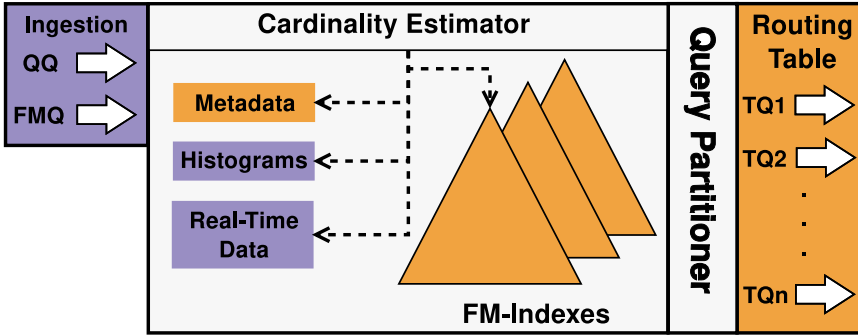 Ingestion
QQ
FMQ
Cardinality Estimator
Metadata
Histograms
Real-Time
Data
FM-Indexes
Query Partitioner
Routing
Table
TQ1
TQ2
.
.
.
TQn